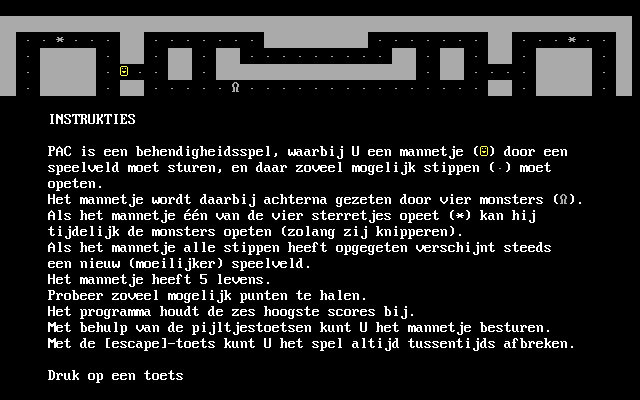 INSTRUKTIES
PAC is een behendigheidsspel, waarbij U een mannetje (☺) door een
speelveld moet sturen, en daar zoveel mogelijk stippen (·) moet
opeten.
Het mannetje wordt daarbij achterna gezeten door vier monsters (Ω).
Als het mannetje één van de vier sterretjes opeet (*) kan hij
tijdelijk de monsters opeten (zolang zij knipperen).
Als het mannetje alle stippen heeft opgegeten verschijnt steeds
een nieuw (moeilijker) speelveld.
Het mannetje heeft 5 levens.
Probeer zoveel mogelijk punten te halen.
Het programma houdt de zes hoogste scores bij.
Met behulp van de pijltjestoetsen kunt U het mannetje besturen.
Met de [escape]-toets kunt U het spel altijd tussentijds afbreken.
Druk op een toets